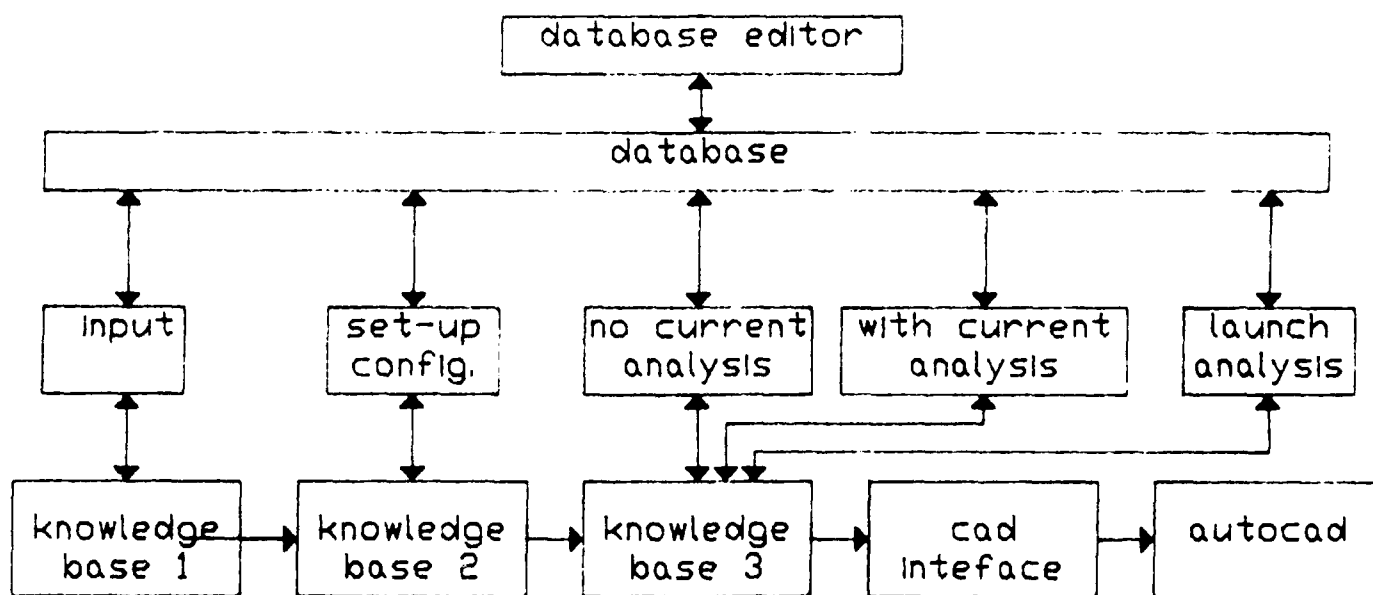 database editor
database
input
set-up
config.
no current
analysis
with current
analysis
launch
analysis
knowledge
base 1
knowledge
base 2
knowledge
base 3
cad
inteface
autocad